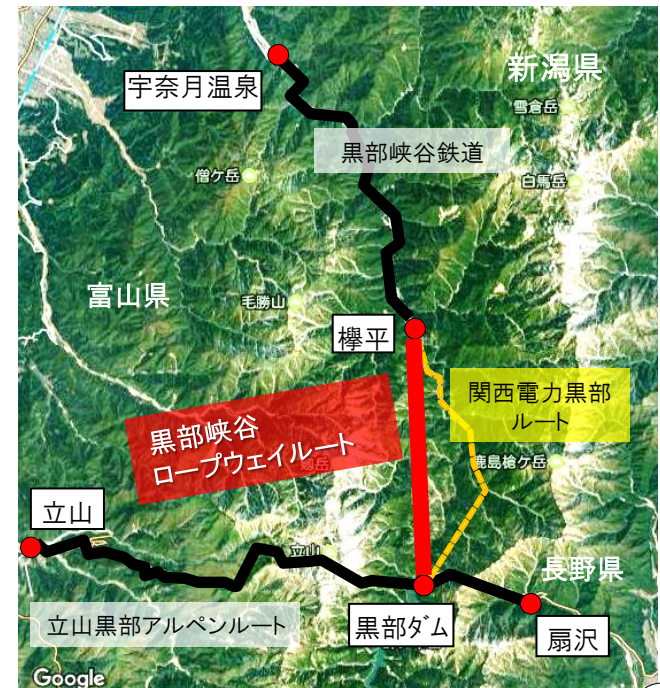 新潟県
宇奈月温泉
雪倉岳
黒部峡谷鉄道
僧ケ岳
白馬岳
富山県
毛勝山
欅平
関西電力黒部
ルート
黒部峡谷
ロープウェイルート
剱岳
鹿島槍ケ岳
立山
立山
長野県
立山黒部アルペンルート
黒部ダム
扇沢
Google